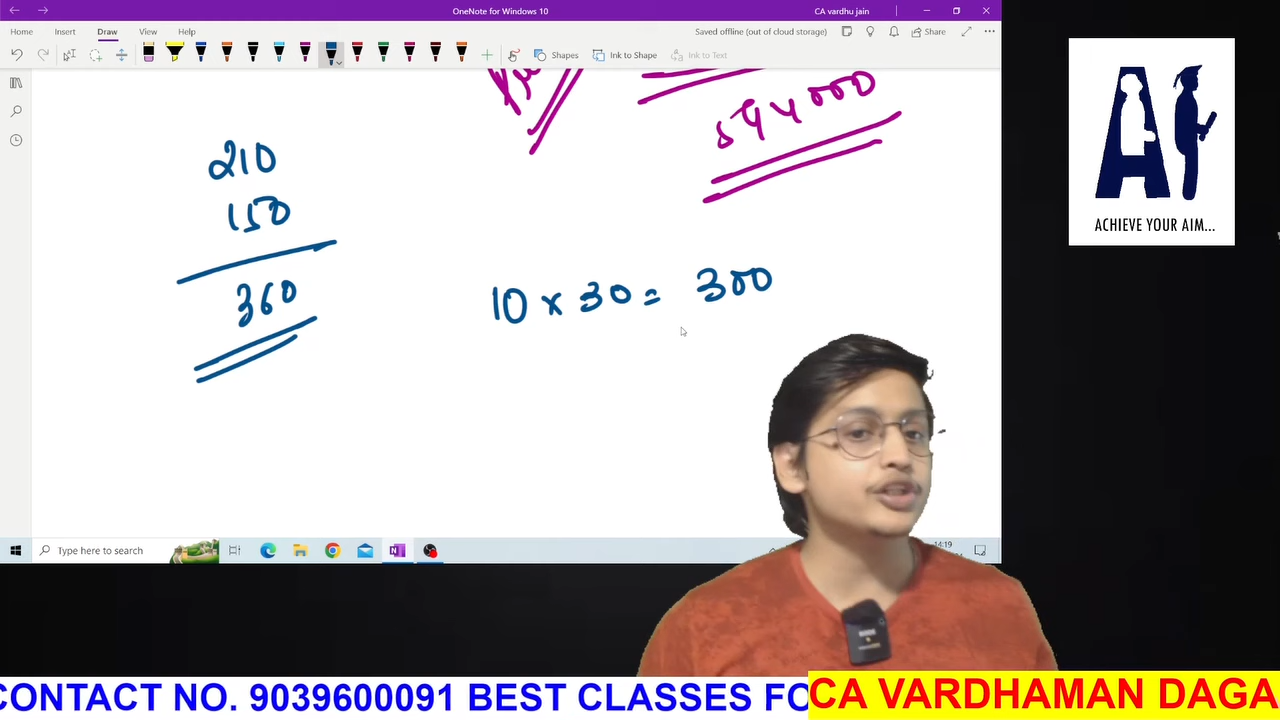 OneNote for Windows 10
CA vardhu jain
Home Insert Draw View Help
Saved offline (out of cloud storage)
Share
Shapes
Ink to Shape
Ink to Text
594000
210
150
360
10 x 30 = 300
ACHIEVE YOUR AIM...
Type here to search
14:19
CONTACT NO. 9039600091 BEST CLASSES FO
CA VARDHAMAN DAGA